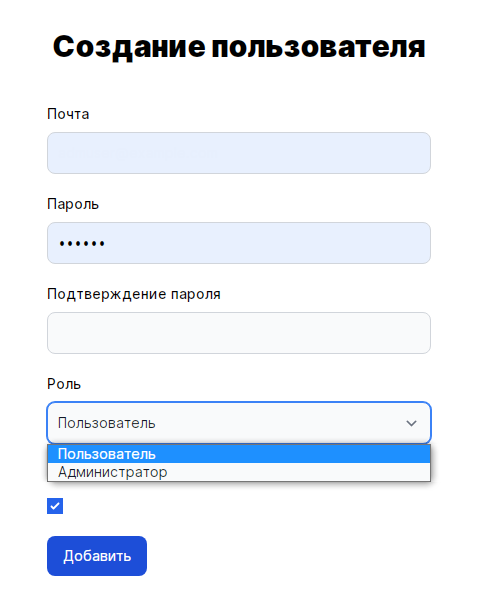 Создание пользователя
Почта
Пароль
••••••
Подтверждение пароля
Роль
Пользователь
Пользователь
Администратор
Добавить